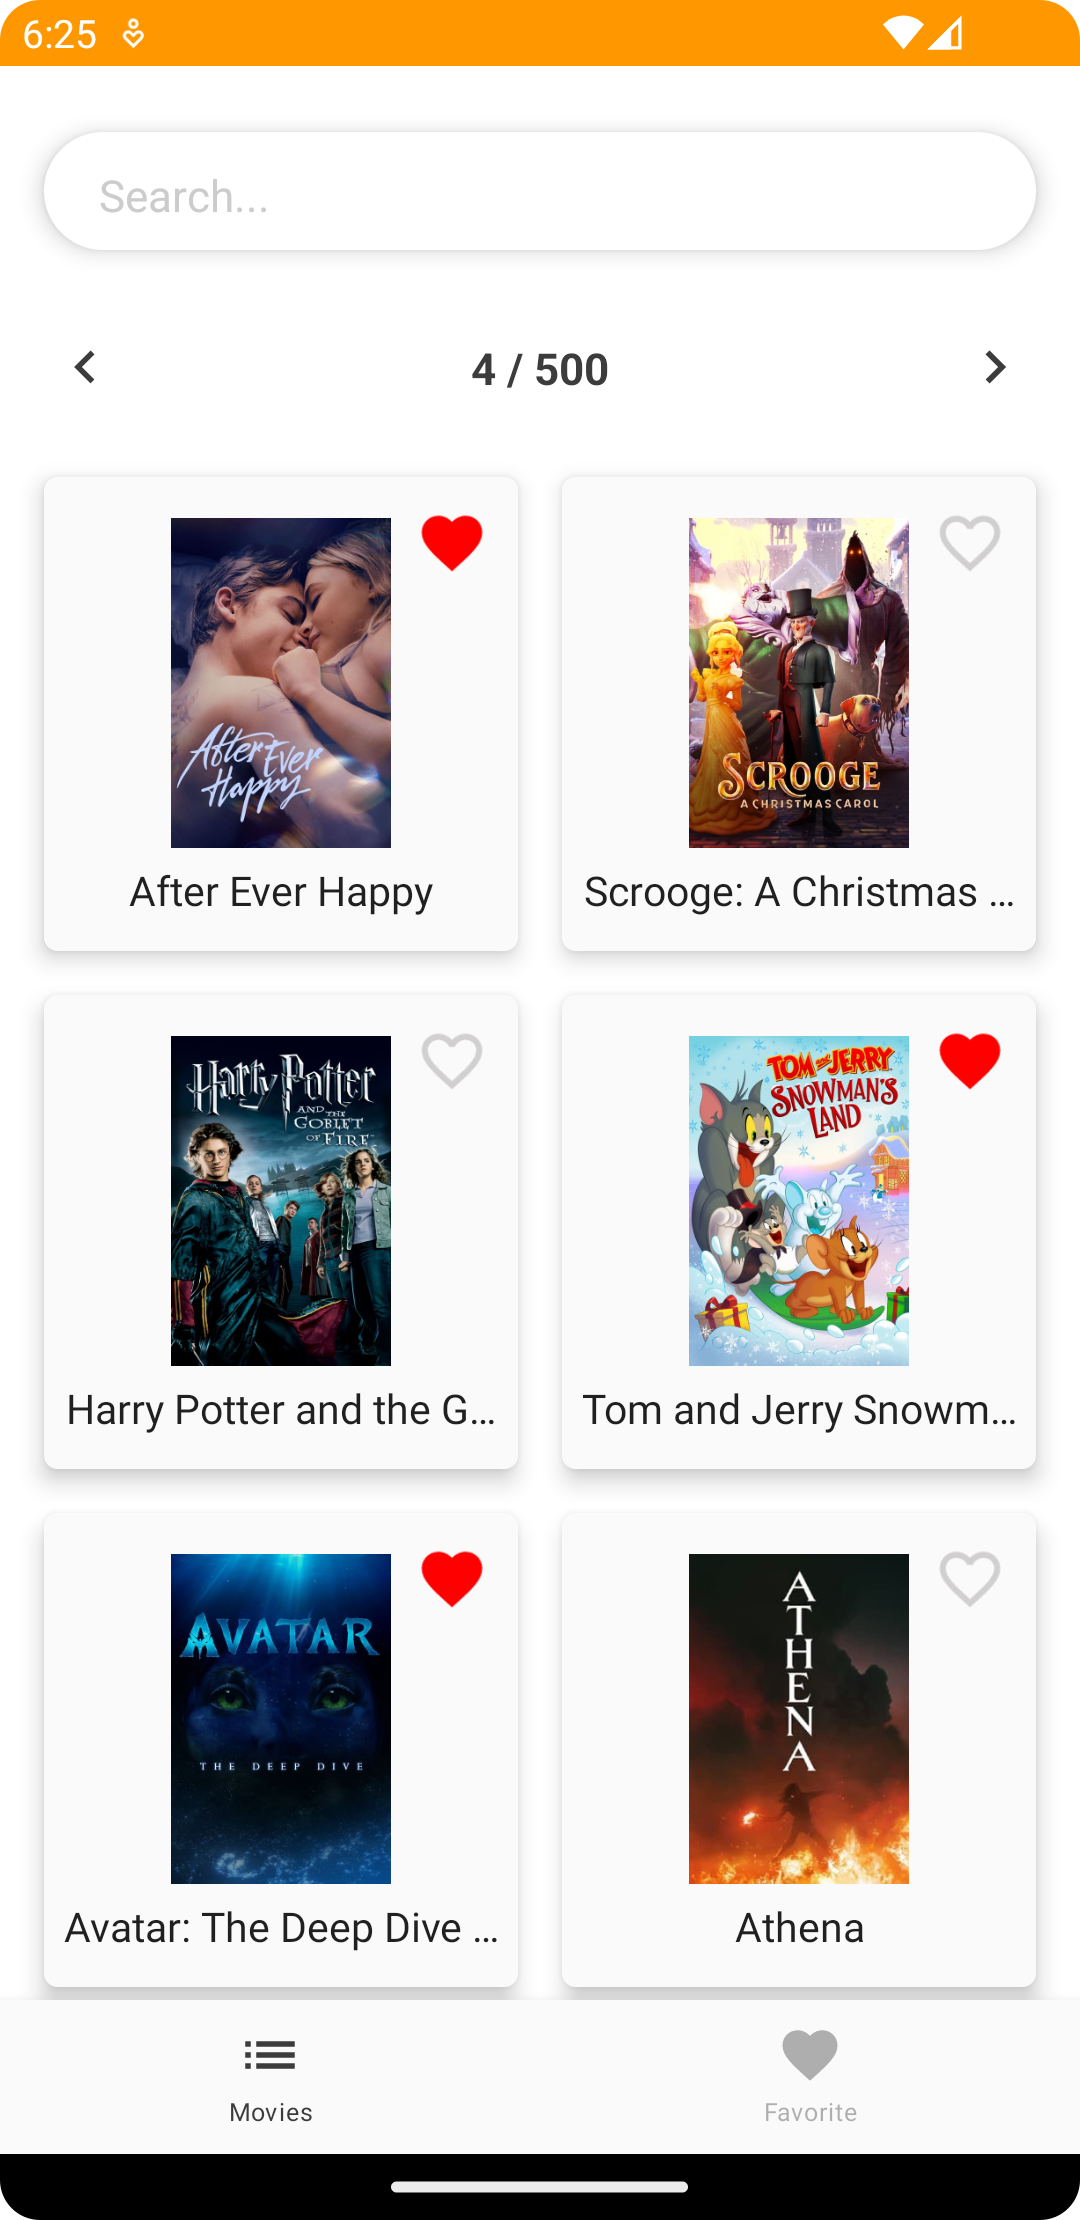 6:25
Search...
4 / 500
After Ever
Happy
After Ever Happy
SCROOGE
A CHRISTMAS CAROL
Scrooge: A Christmas ...
Harry Potter
AND THE
GOBLET
OF FIRE
Harry Potter and the G...
TOM AND JERRY
SNOWMAN'S
LAND
Tom and Jerry Snowm...
AVATAR
THE DEEP DIVE
Avatar: The Deep Dive ...
ATHENA
Athena
Movies
Favorite